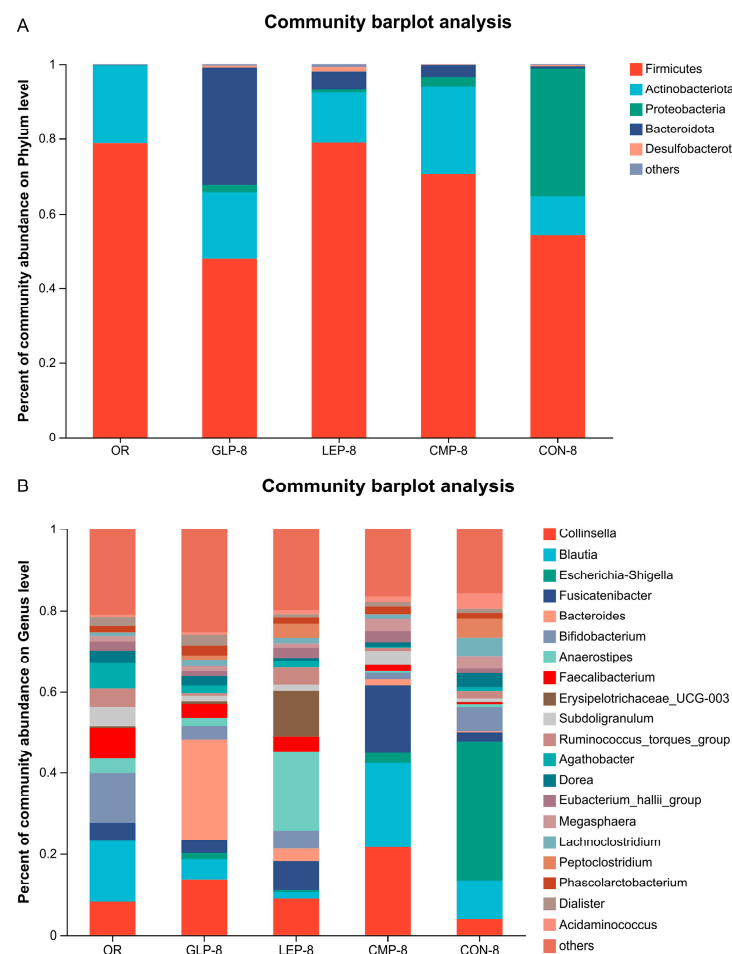 A
Community barplot analysis
Percent of community abundance on Phylum level
1
0.8
0.6
0.4
0.2
0
OR GLP-8 LEP-8 CMP-8 CON-8
Firmicutes
Actinobacteriota
Proteobacteria
Bacteroidota
Desulfobacterot
others
B
Community barplot analysis
Percent of community abundance on Genus level
1
0.8
0.6
0.4
0.2
0
OR GLP-8 LEP-8 CMP-8 CON-8
Collinsella
Blautia
Escherichia-Shigella
Fusicatenibacter
Bacteroides
Bifidobacterium
Anaerostipes
Faecalibacterium
Erysipelotrichaceae_UCG-003
Subdoligranulum
Ruminococcus_torques_group
Agathobacter
Dorea
Eubacterium_hallii_group
Megasphaera
Lachnoclostridium
Peptoclostridium
Phascolarctobacterium
Dialister
Acidaminococcus
others